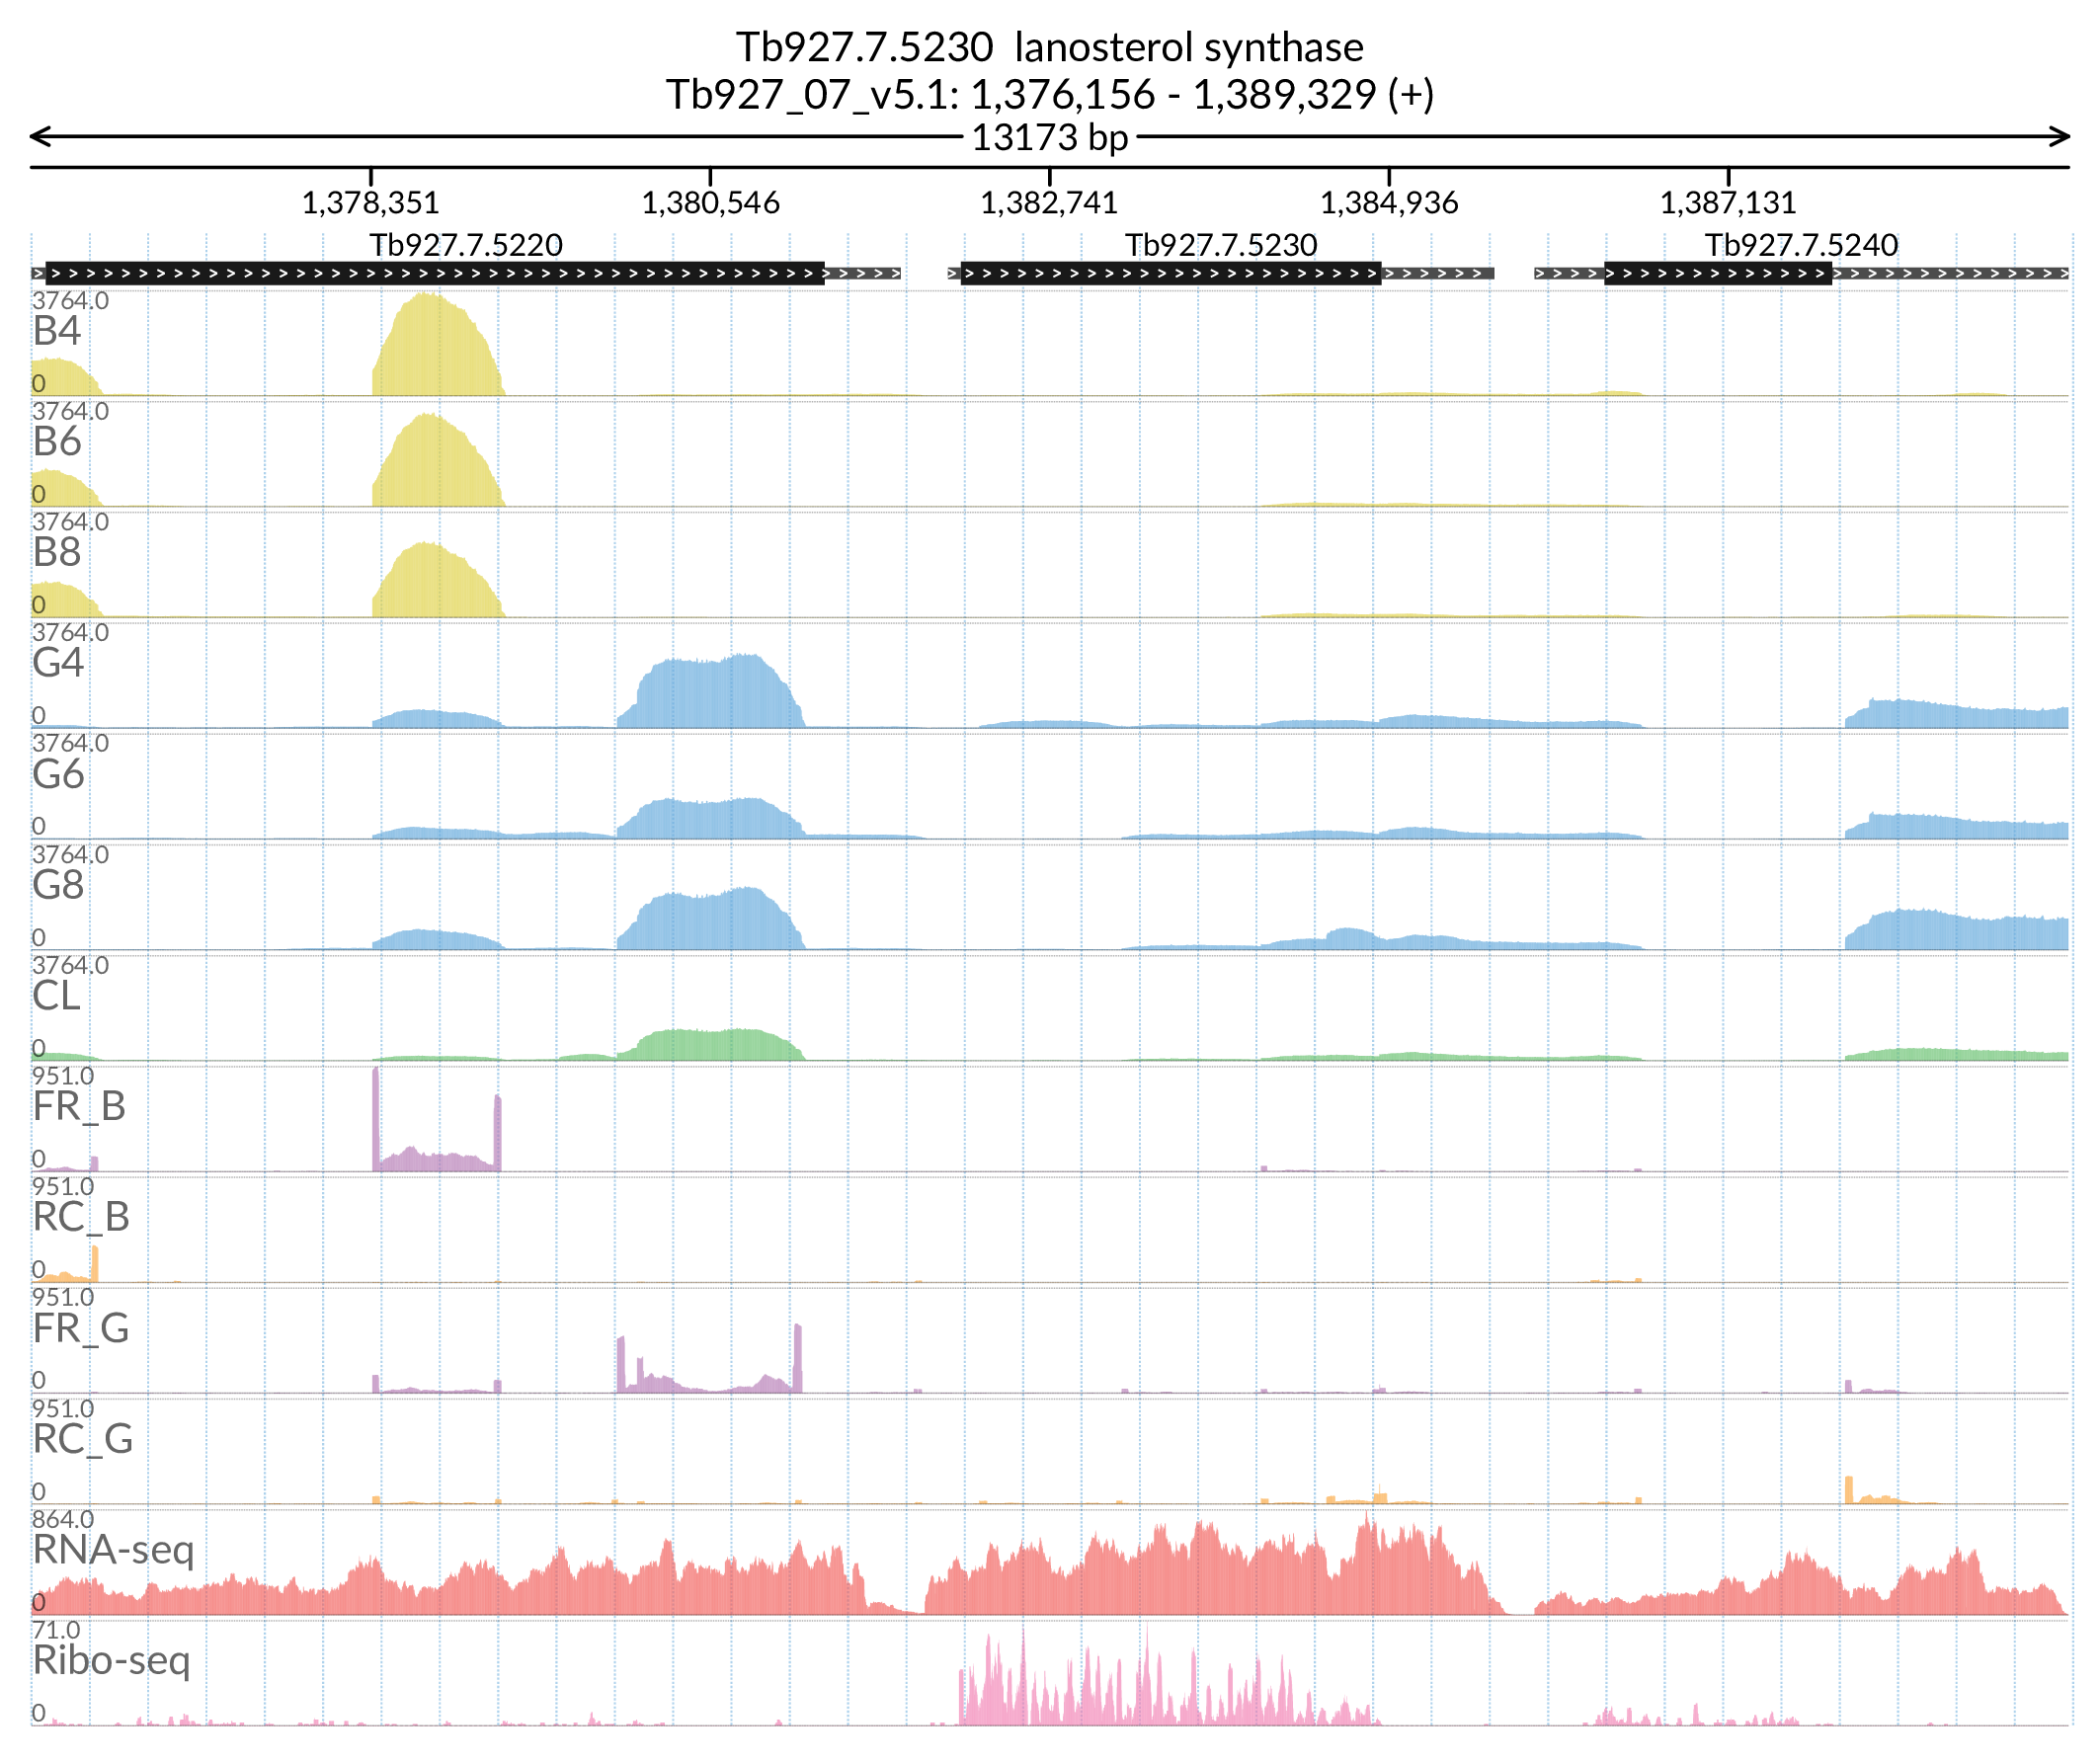 Tb927.7.5230 lanosterol synthase
Tb927_07_v5.1: 1,376,156 - 1,389,329 (+)
13173 bp
1,378,351 1,380,546 1,382,741 1,384,936 1,387,131
Tb927.7.5220 Tb927.7.5230 Tb927.7.5240
3764.0
B4
0
3764.0
B6
0
3764.0
B8
0
3764.0
G4
0
3764.0
G6
0
3764.0
G8
0
3764.0
CL
0
951.0
FR_B
0
951.0
RC_B
0
951.0
FR_G
0
951.0
RC_G
0
864.0
RNA-seq
0
71.0
Ribo-seq
0